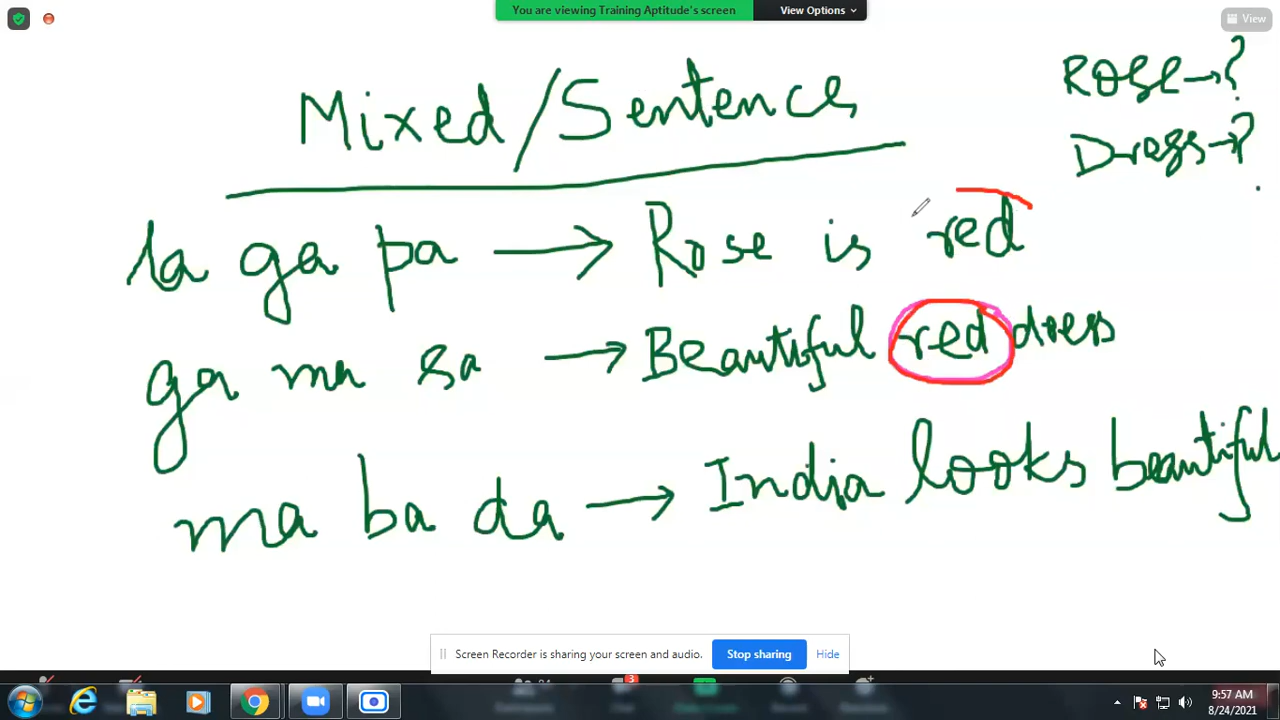 You are viewing Training Aptitude's screen
View Options
View
Mixed/Sentence
Rose→?
Dress→?
la ga pa → Rose is red
ga ma sa → Beautiful red dress
ma ba da → India looks beautiful
Screen Recorder is sharing your screen and audio.
Stop sharing
Hide
3
9:57 AM
8/24/2021